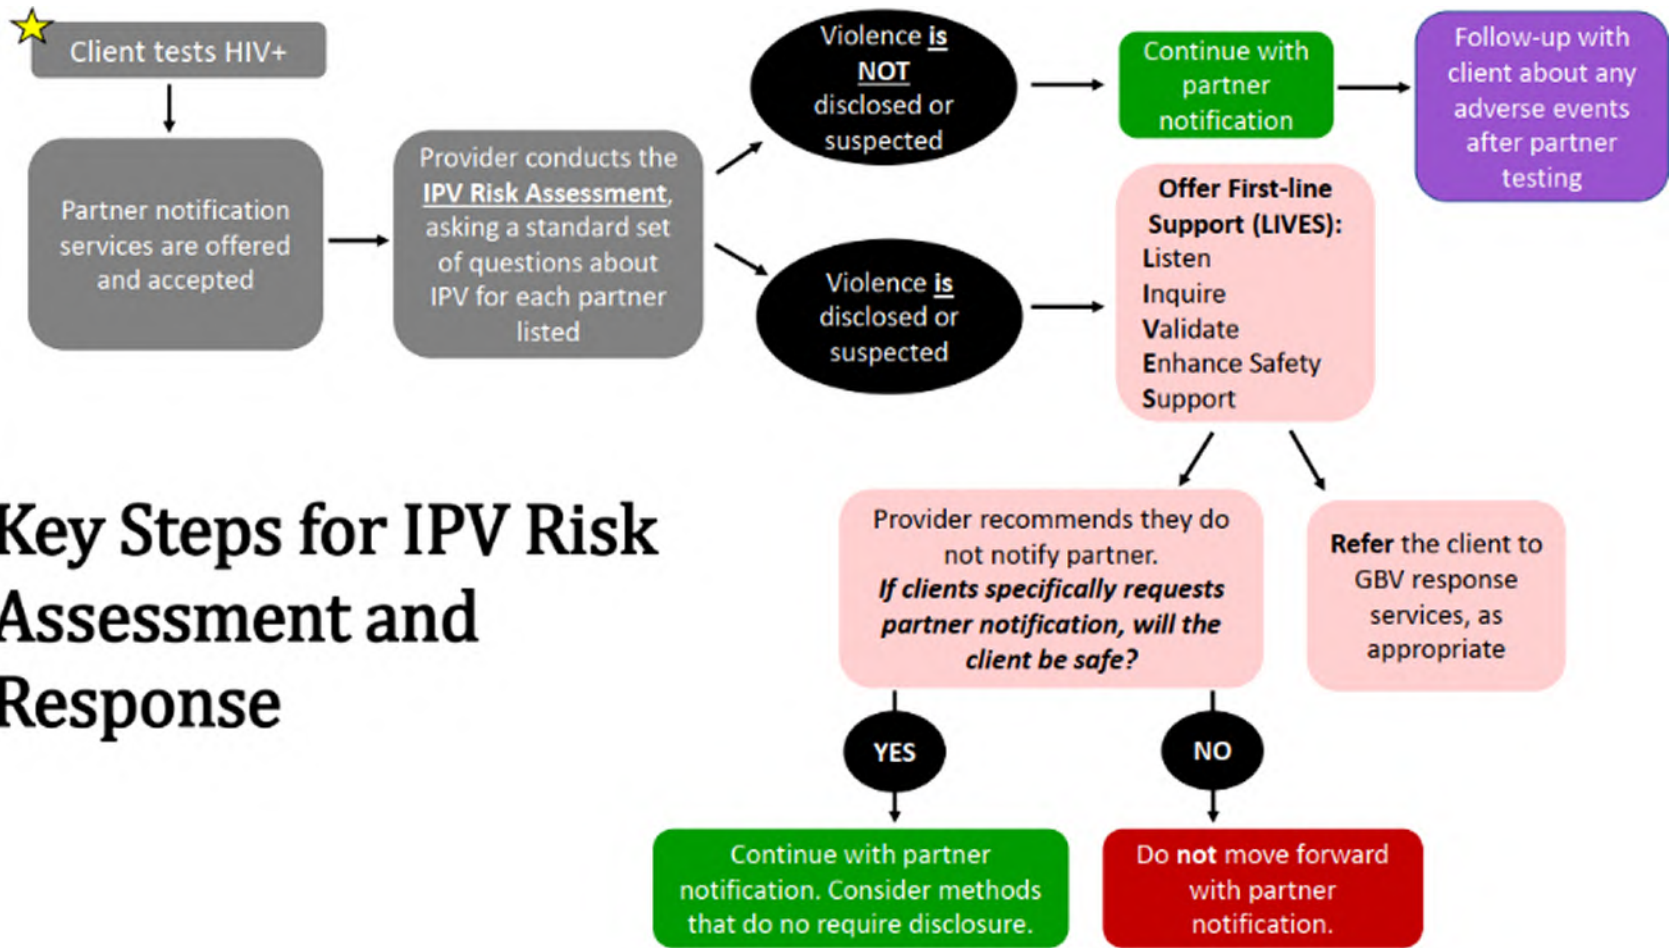 Client tests HIV+
Partner notification
services are offered
and accepted
Provider conducts the
IPV Risk Assessment,
asking a standard set
of questions about
IPV for each partner
listed
Violence is
NOT
disclosed or
suspected
Continue with
partner
notification
Follow-up with
client about any
adverse events
after partner
testing
Violence is
disclosed or
suspected
Offer First-line
Support (LIVES):
Listen
Inquire
Validate
Enhance Safety
Support
Provider recommends they do
not notify partner.
If clients specifically requests
partner notification, will the
client be safe?
Refer the client to
GBV response
services, as
appropriate
YES
NO
Continue with partner
notification. Consider methods
that do no require disclosure.
Do not move forward
with partner
notification.
Key Steps for IPV Risk
Assessment and
Response